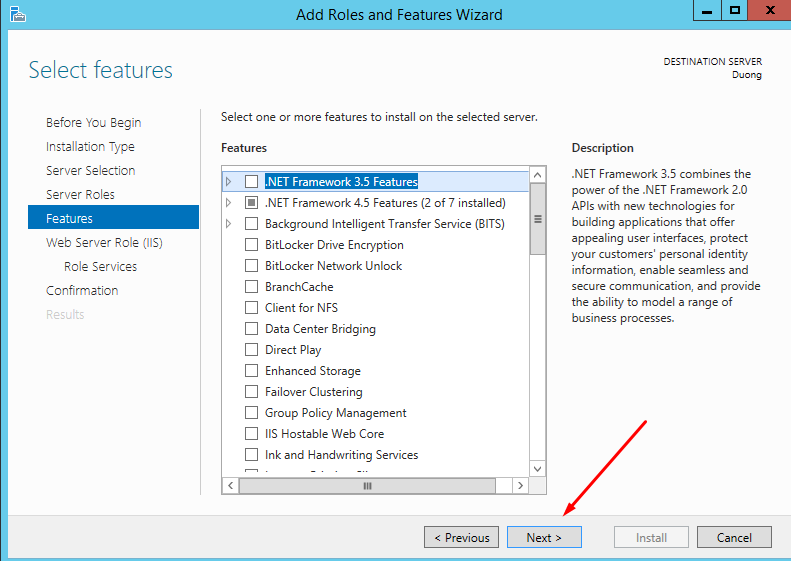 Add Roles and Features Wizard
Select features
DESTINATION SERVER
Duong
Before You Begin
Installation Type
Server Selection
Server Roles
Features
Web Server Role (IIS)
Role Services
Confirmation
Results
Select one or more features to install on the selected server.
Features
.NET Framework 3.5 Features
.NET Framework 4.5 Features (2 of 7 installed)
Background Intelligent Transfer Service (BITS)
BitLocker Drive Encryption
BitLocker Network Unlock
BranchCache
Client for NFS
Data Center Bridging
Direct Play
Enhanced Storage
Failover Clustering
Group Policy Management
IIS Hostable Web Core
Ink and Handwriting Services
Description
.NET Framework 3.5 combines the
power of the .NET Framework 2.0
APIs with new technologies for
building applications that offer
appealing user interfaces, protect
your customers' personal identity
information, enable seamless and
secure communication, and provide
the ability to model a range of
business processes.
< Previous
Next >
Install
Cancel